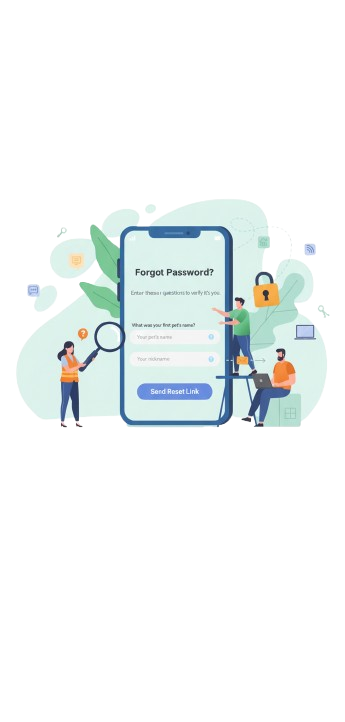 Forgot Password?
Enter these questions to verify it's you.
What was your first pet's name?
Your pet's name
Your nickname
Send Reset Link